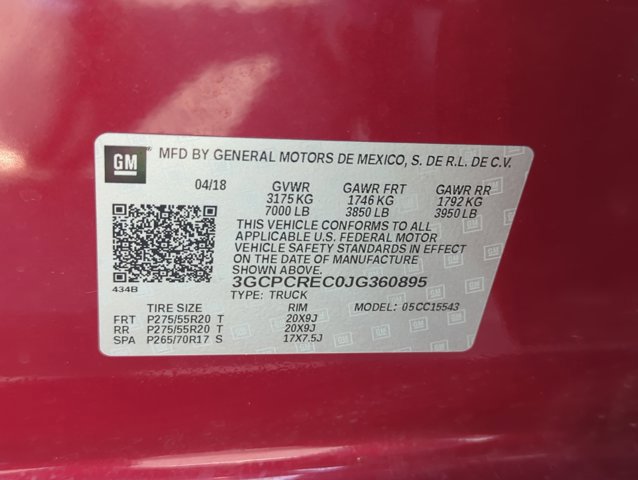 GM MFD BY GENERAL MOTORS DE MEXICO, S. DE R.L. DE C.V.
04/18 GVWR GAWR FRT GAWR RR
3175 KG 1746 KG 1792 KG
7000 LB 3850 LB 3950 LB
THIS VEHICLE CONFORMS TO ALL
APPLICABLE U.S. FEDERAL MOTOR
VEHICLE SAFETY STANDARDS IN EFFECT
ON THE DATE OF MANUFACTURE
SHOWN ABOVE.
434B 3GCPCREC0JG360895
TYPE: TRUCK MODEL: 05CC15543
TIRE SIZE RIM
FRT P275/55R20 T 20X9J
RR P275/55R20 T 20X9J
SPA P265/70R17 S 17X7.5J